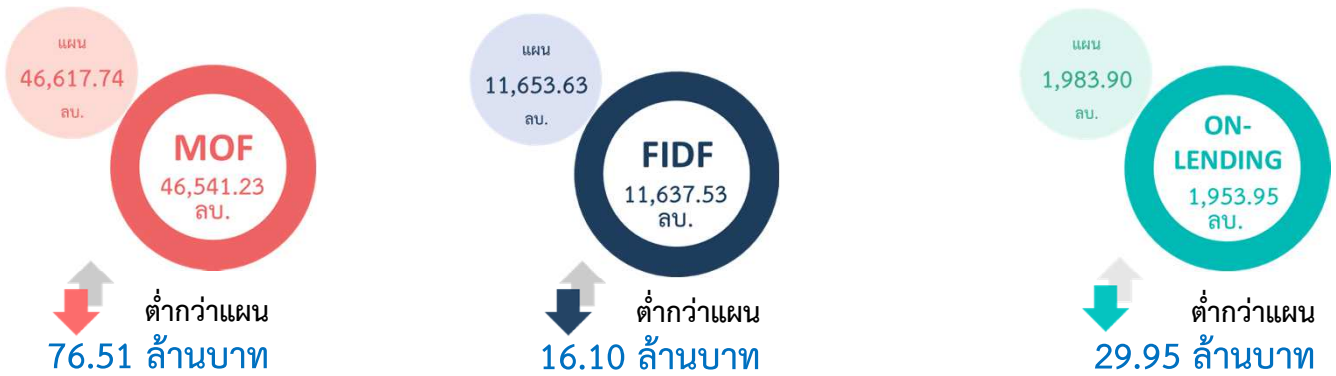 แผน
46,617.74
ลบ.
MOF
46,541.23
ลบ.
ต่ำกว่าแผน
76.51 ล้านบาท
แผน
11,653.63
ลบ.
FIDF
11,637.53
ลบ.
ต่ำกว่าแผน
16.10 ล้านบาท
แผน
1,983.90
ลบ.
ON-
LENDING
1,953.95
ลบ.
ต่ำกว่าแผน
29.95 ล้านบาท